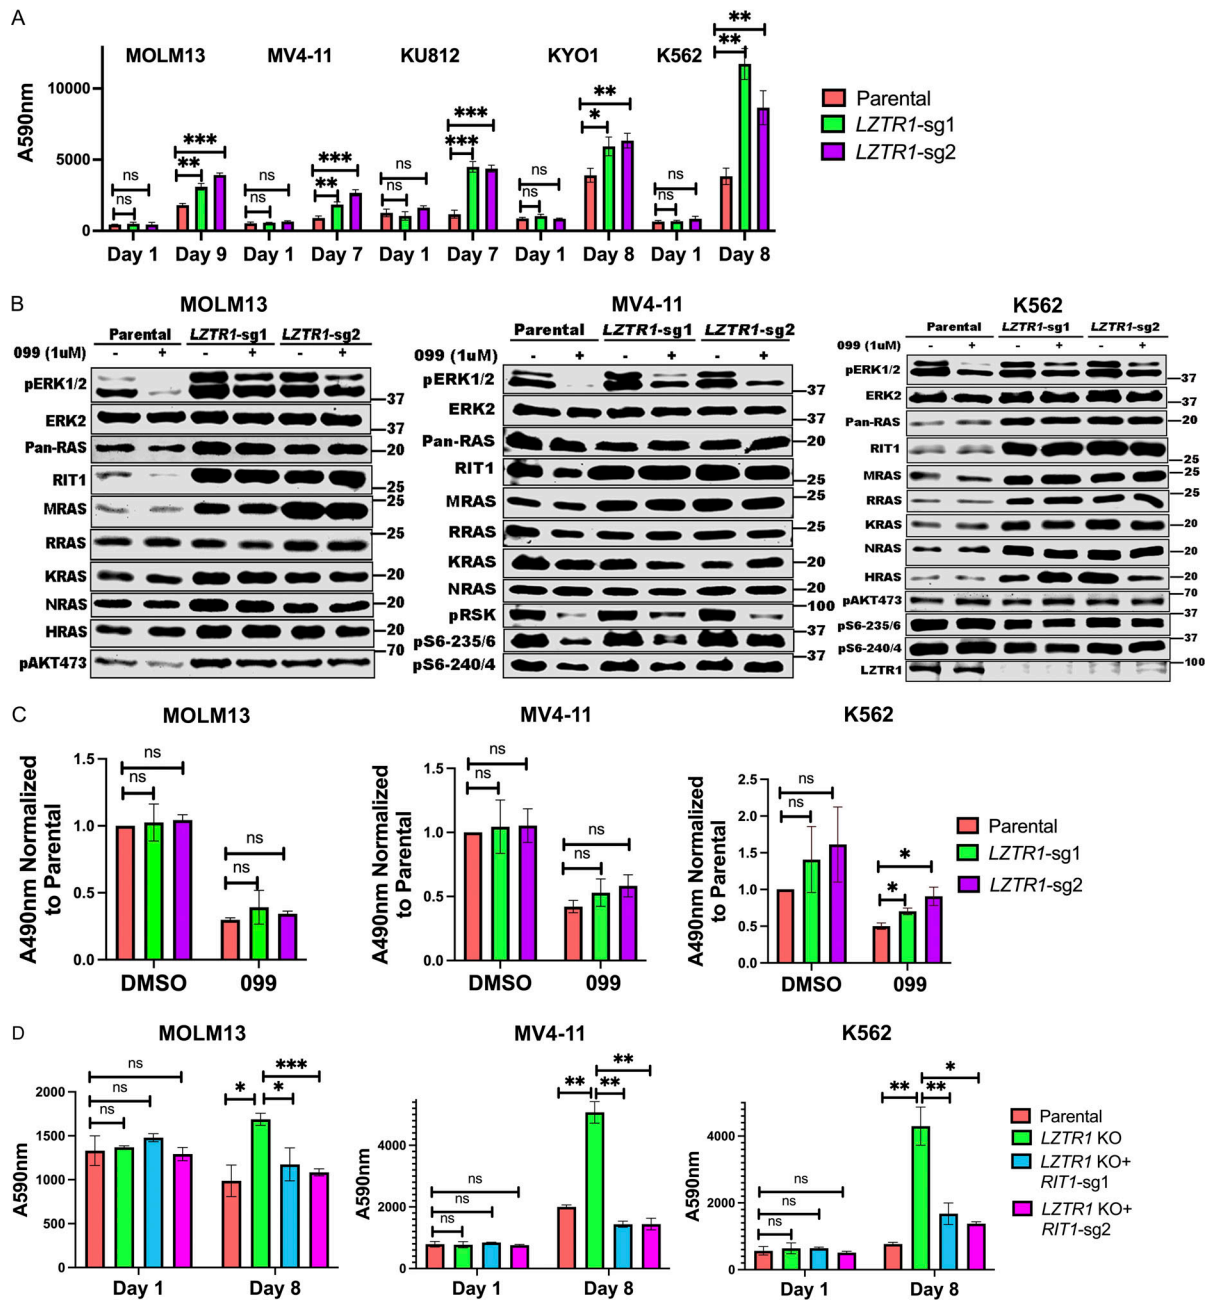 A
MOLM13 MV4-11 KU812 KYO1 K562
A590nm
10000
5000
0
ns ns ** ***
ns ns ** ***
ns ns *** ***
ns ns * **
ns ns ** **
Day 1 Day 9 Day 1 Day 7 Day 1 Day 7 Day 1 Day 8 Day 1 Day 8
Parental
LZTR1-sg1
LZTR1-sg2
B
MOLM13
Parental LZTR1-sg1 LZTR1-sg2
099 (1uM) - + - + - +
pERK1/2 37
ERK2 37
Pan-RAS 20
RIT1 25
MRAS 25
RRAS 25
KRAS 20
NRAS 20
HRAS 20
pAKT473 70
MV4-11
Parental LZTR1-sg1 LZTR1-sg2
099 (1uM) - + - + - +
pERK1/2 37
ERK2 37
Pan-RAS 20
RIT1 25
MRAS 25
RRAS 25
KRAS 20
NRAS 20
pRSK 100
pS6-235/6 37
pS6-240/4 37
K562
Parental LZTR1-sg1 LZTR1-sg2
099 (1uM) - + - + - +
pERK1/2 37
ERK2 37
Pan-RAS 20
RIT1 25
MRAS 25
RRAS 25
KRAS 20
NRAS 20
HRAS 20
pAKT473 70
pS6-235/6 37
pS6-240/4 37
LZTR1 100
C
MOLM13
A490nm Normalized
to Parental
1.5
1.0
0.5
0.0
ns
ns
ns
ns
DMSO 099
MV4-11
A490nm Normalized
to Parental
1.5
1.0
0.5
0.0
ns
ns
ns
ns
DMSO 099
K562
A490nm Normalized
to Parental
2.5
2.0
1.5
1.0
0.5
0.0
ns
ns
*
*
DMSO 099
Parental
LZTR1-sg1
LZTR1-sg2
D
MOLM13
A590nm
2000
1500
1000
500
0
ns
ns
ns
***
* *
Day 1 Day 8
MV4-11
A590nm
4000
2000
0
ns
ns
ns
**
** **
Day 1 Day 8
K562
A590nm
4000
2000
0
ns
ns
ns
*
** **
Day 1 Day 8
Parental
LZTR1 KO
LZTR1 KO+
RIT1-sg1
LZTR1 KO+
RIT1-sg2